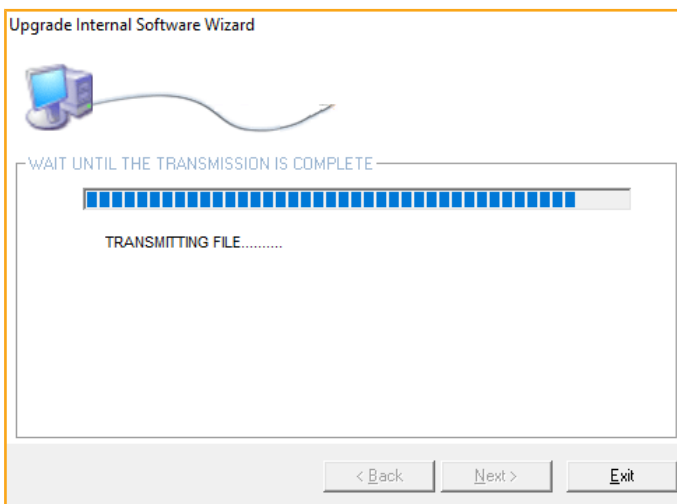 Upgrade Internal Software Wizard
WAIT UNTIL THE TRANSMISSION IS COMPLETE
TRANSMITTING FILE..........
< Back
Next >
Exit